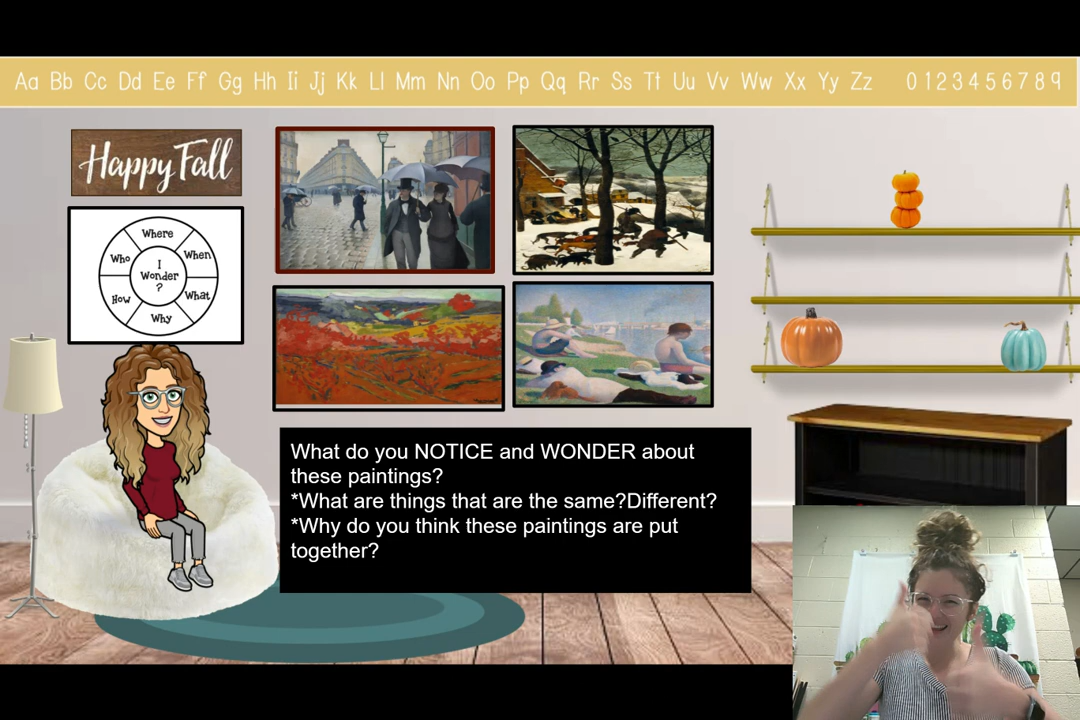 Aa Bb Cc Dd Ee Ff Gg Hh Ii Jj Kk Ll Mm Nn Oo Pp Qq Rr Ss Tt Uu Vv Ww Xx Yy Zz 0 1 2 3 4 5 6 7 8 9
Happy Fall
Where
When
What
Why
How
Who
I
Wonder
?
What do you NOTICE and WONDER about
these paintings?
*What are things that are the same?Different?
*Why do you think these paintings are put
together?